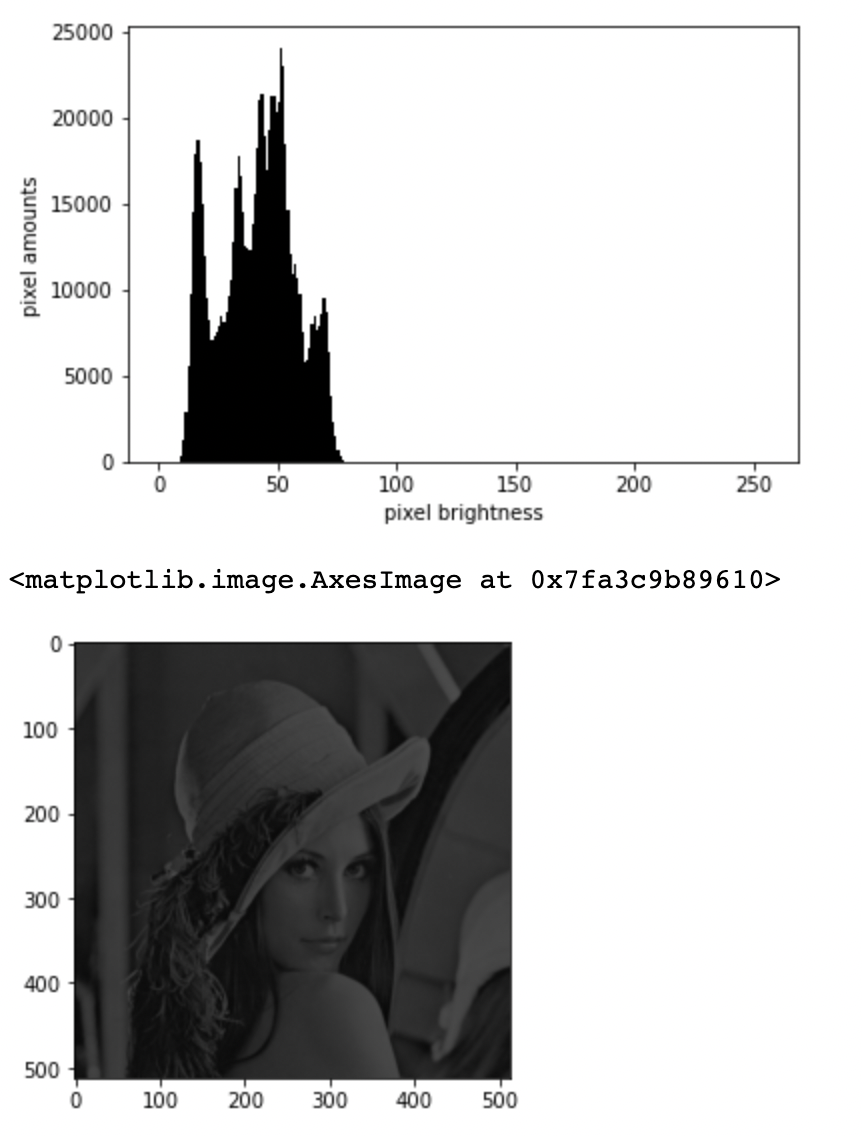 25000
20000
15000
10000
5000
0
pixel amounts
0 50 100 150 200 250
pixel brightness
<matplotlib.image.AxesImage at 0x7fa3c9b89610>
0
100
200
300
400
500
0 100 200 300 400 500